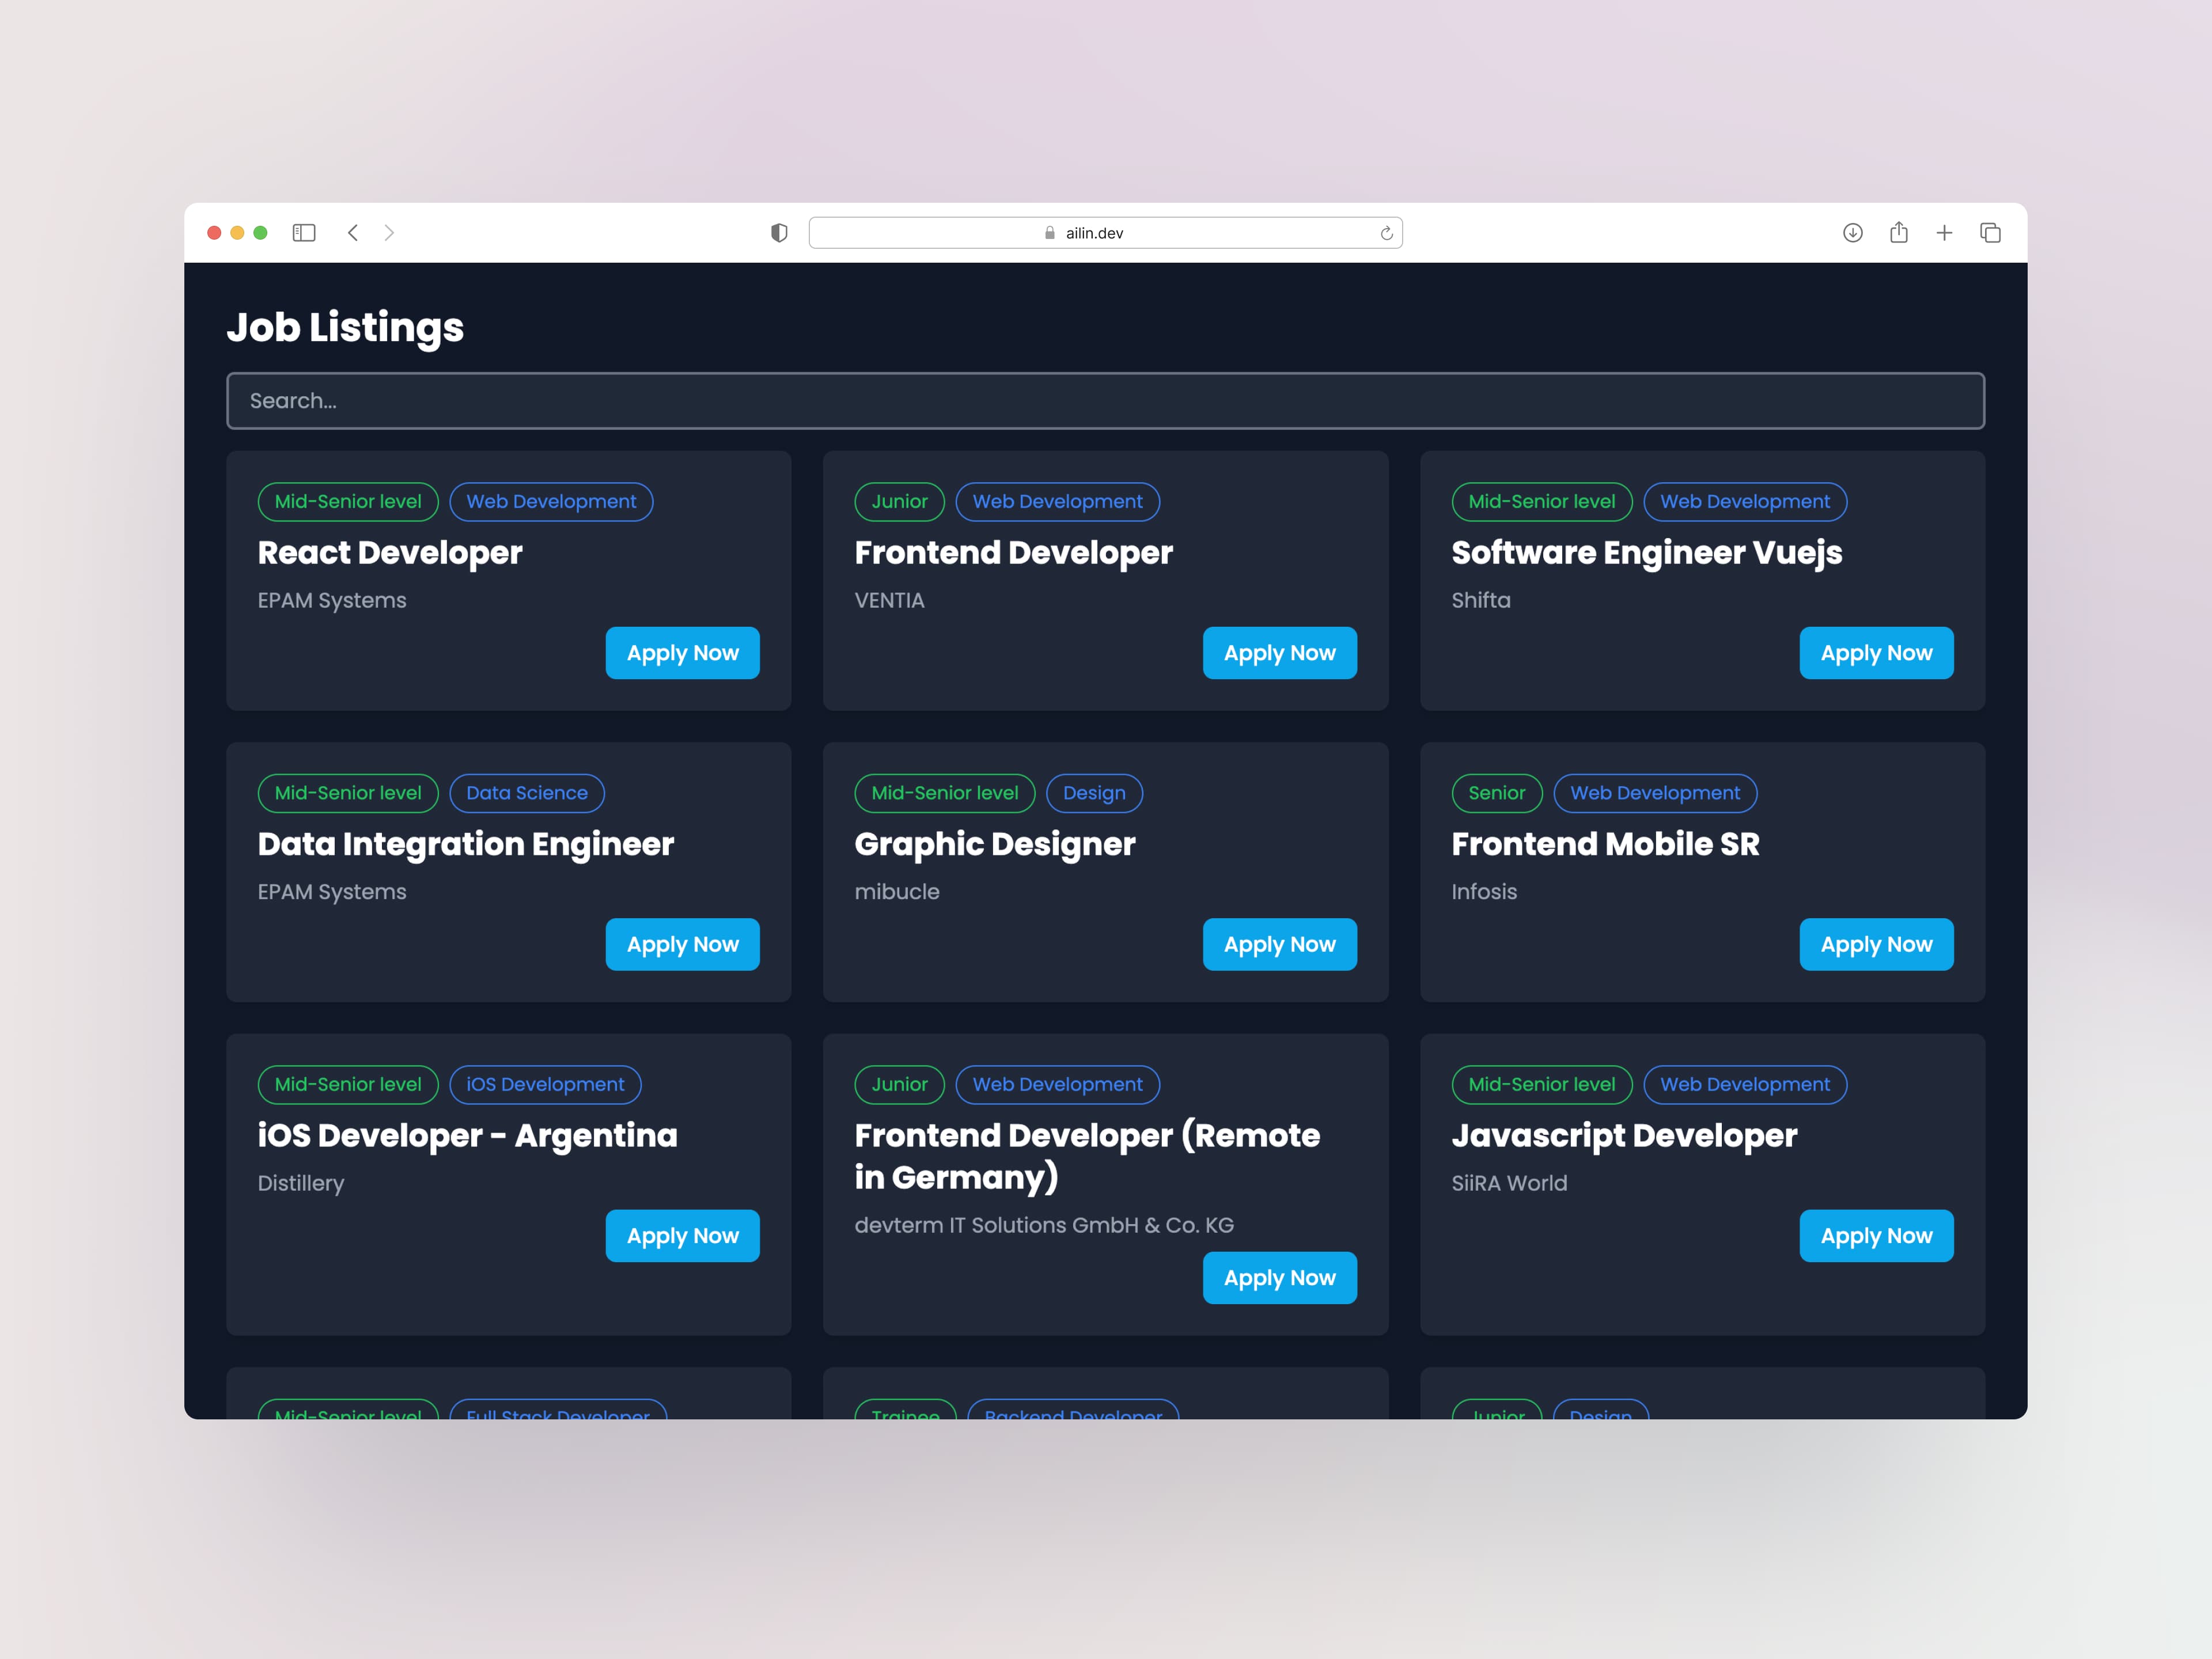 ailin.dev
Job Listings
Search...
Mid-Senior level Web Development
React Developer
EPAM Systems
Apply Now
Junior Web Development
Frontend Developer
VENTIA
Apply Now
Mid-Senior level Web Development
Software Engineer Vuejs
Shifta
Apply Now
Mid-Senior level Data Science
Data Integration Engineer
EPAM Systems
Apply Now
Mid-Senior level Design
Graphic Designer
mibucle
Apply Now
Senior Web Development
Frontend Mobile SR
Infosis
Apply Now
Mid-Senior level iOS Development
iOS Developer - Argentina
Distillery
Apply Now
Junior Web Development
Frontend Developer (Remote
in Germany)
devterm IT Solutions GmbH & Co. KG
Apply Now
Mid-Senior level Web Development
Javascript Developer
SiiRA World
Apply Now
Mid-Senior level Full Stack Developer
Trainee Backend Developer
Junior Design